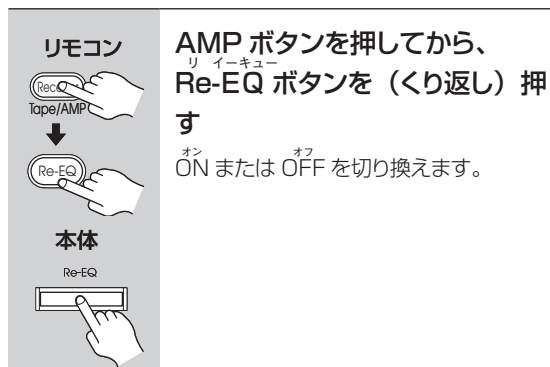 リモコン
Tape/AMP
Re-EQ
本体
Re-EQ
AMP ボタンを押してから、
リ イーキュー
Re-EQ ボタンを（くり返し）押
す
オン オフ
ON または OFF を切り換えます。